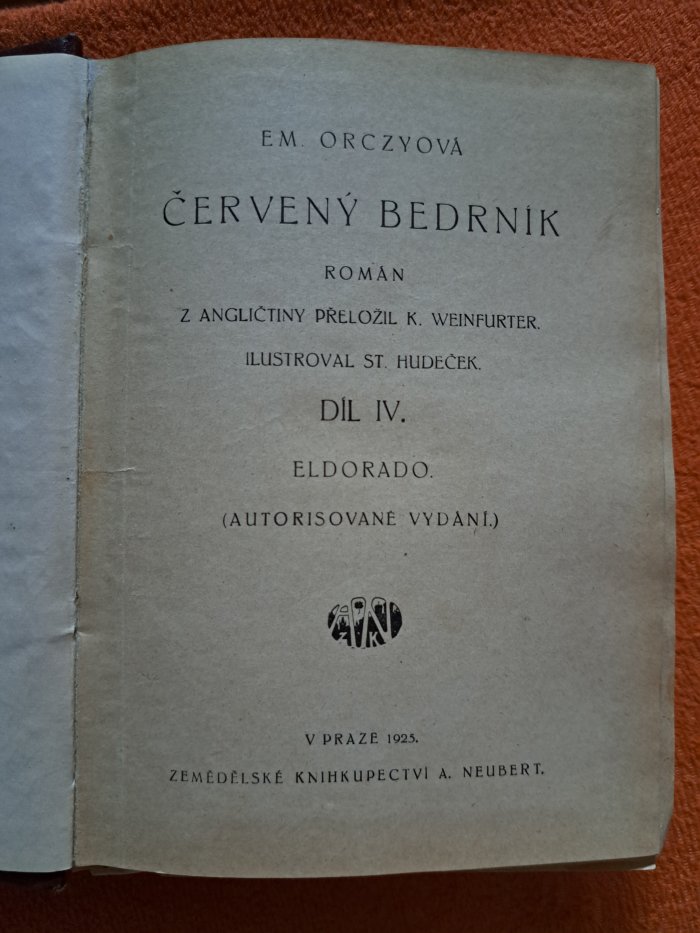 EM. ORCZYOVÁ
ČERVENÝ BEDRNÍK
ROMÁN
Z ANGLIČTINY PŘELOŽIL K. WEINFURTER.
ILUSTROVAL ST. HUDEČEK.
DÍL IV.
ELDORADO.
(AUTORISOVANÉ VYDÁNÍ.)
V PRAZE 1925.
ZEMĚDĚLSKÉ KNIHKUPECTVÍ A. NEUBERT.